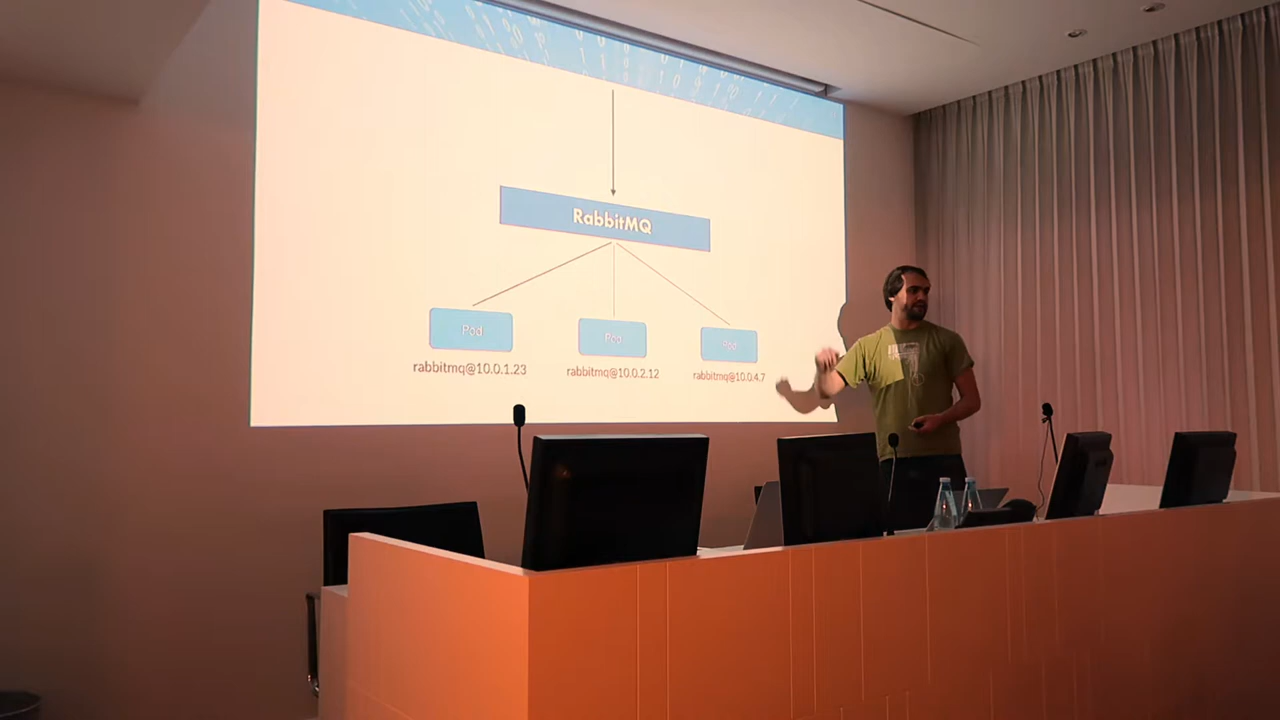 RabbitMQ
Pod
Pod
Pod
rabbitmq@10.0.1.23
rabbitmq@10.0.2.12
rabbitmq@10.0.4.7